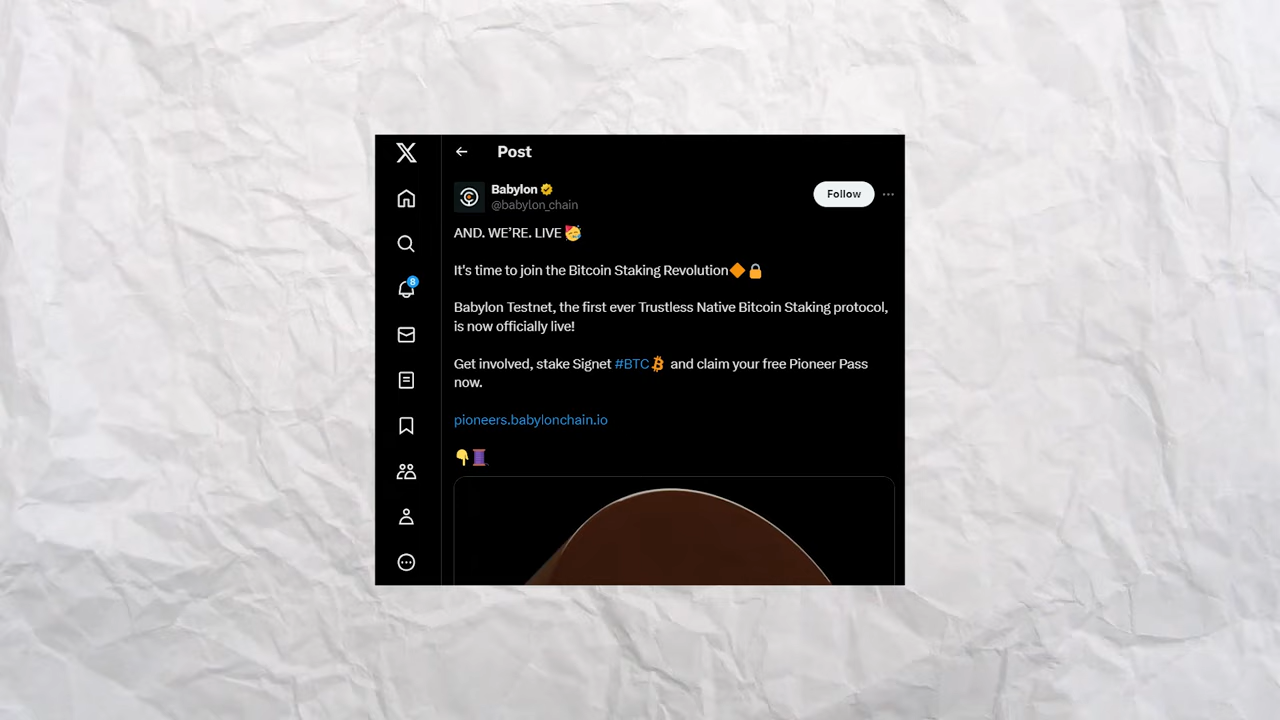 Post
Babylon
@babylon_chain
Follow
AND. WE’RE. LIVE 🥳
It's time to join the Bitcoin Staking Revolution🔶🔒
8
Babylon Testnet, the first ever Trustless Native Bitcoin Staking protocol,
is now officially live!
Get involved, stake Signet #BTC and claim your free Pioneer Pass
now.
pioneers.babylonchain.io
👇🧵